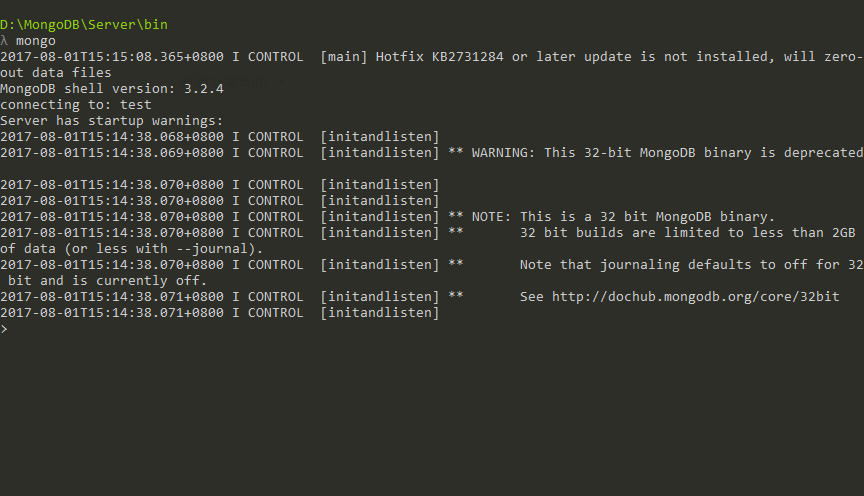 D:\MongoDB\Server\bin
λ mongo
2017-08-01T15:15:08.365+0800 I CONTROL  [main] Hotfix KB2731284 or later update is not installed, will zero-
out data files
MongoDB shell version: 3.2.4
connecting to: test
Server has startup warnings:
2017-08-01T15:14:38.068+0800 I CONTROL  [initandlisten]
2017-08-01T15:14:38.069+0800 I CONTROL  [initandlisten] ** WARNING: This 32-bit MongoDB binary is deprecated
2017-08-01T15:14:38.070+0800 I CONTROL  [initandlisten]
2017-08-01T15:14:38.070+0800 I CONTROL  [initandlisten]
2017-08-01T15:14:38.070+0800 I CONTROL  [initandlisten] ** NOTE: This is a 32 bit MongoDB binary.
2017-08-01T15:14:38.070+0800 I CONTROL  [initandlisten] **       32 bit builds are limited to less than 2GB
of data (or less with --journal).
2017-08-01T15:14:38.070+0800 I CONTROL  [initandlisten] **       Note that journaling defaults to off for 32
 bit and is currently off.
2017-08-01T15:14:38.071+0800 I CONTROL  [initandlisten] **       See http://dochub.mongodb.org/core/32bit
2017-08-01T15:14:38.071+0800 I CONTROL  [initandlisten]
>